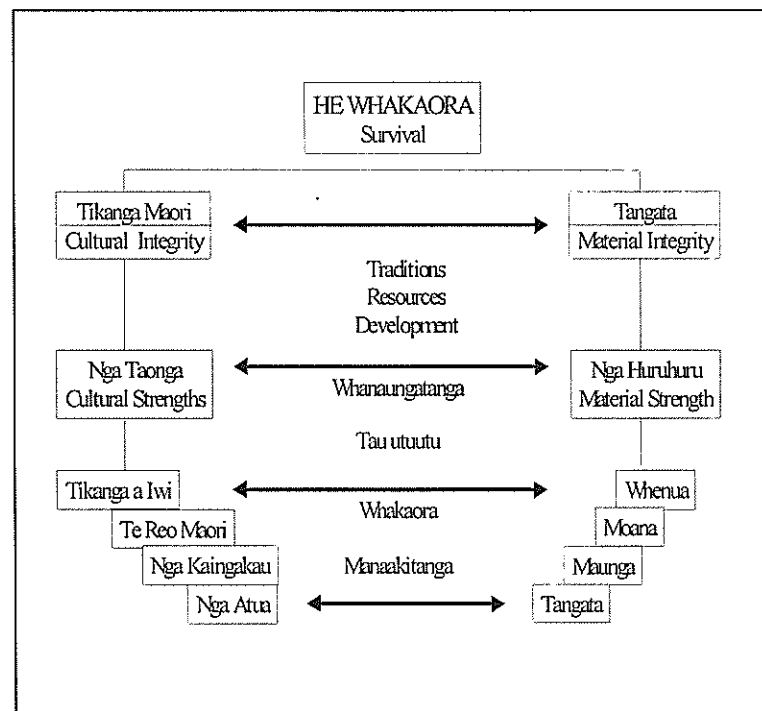 HE WHAKAORA
Survival
Tikanga Maori
Cultural Integrity
Tangata
Material Integrity
Traditions
Resources
Development
Nga Taonga
Cultural Strengths
Nga Huruhuru
Material Strength
Whanaungatanga
Tau utuutu
Tikanga a Iwi
Whenua
Te Reo Maori
Whakaora
Moana
Nga Kaingakau
Manaakitanga
Maunga
Nga Atua
Tangata